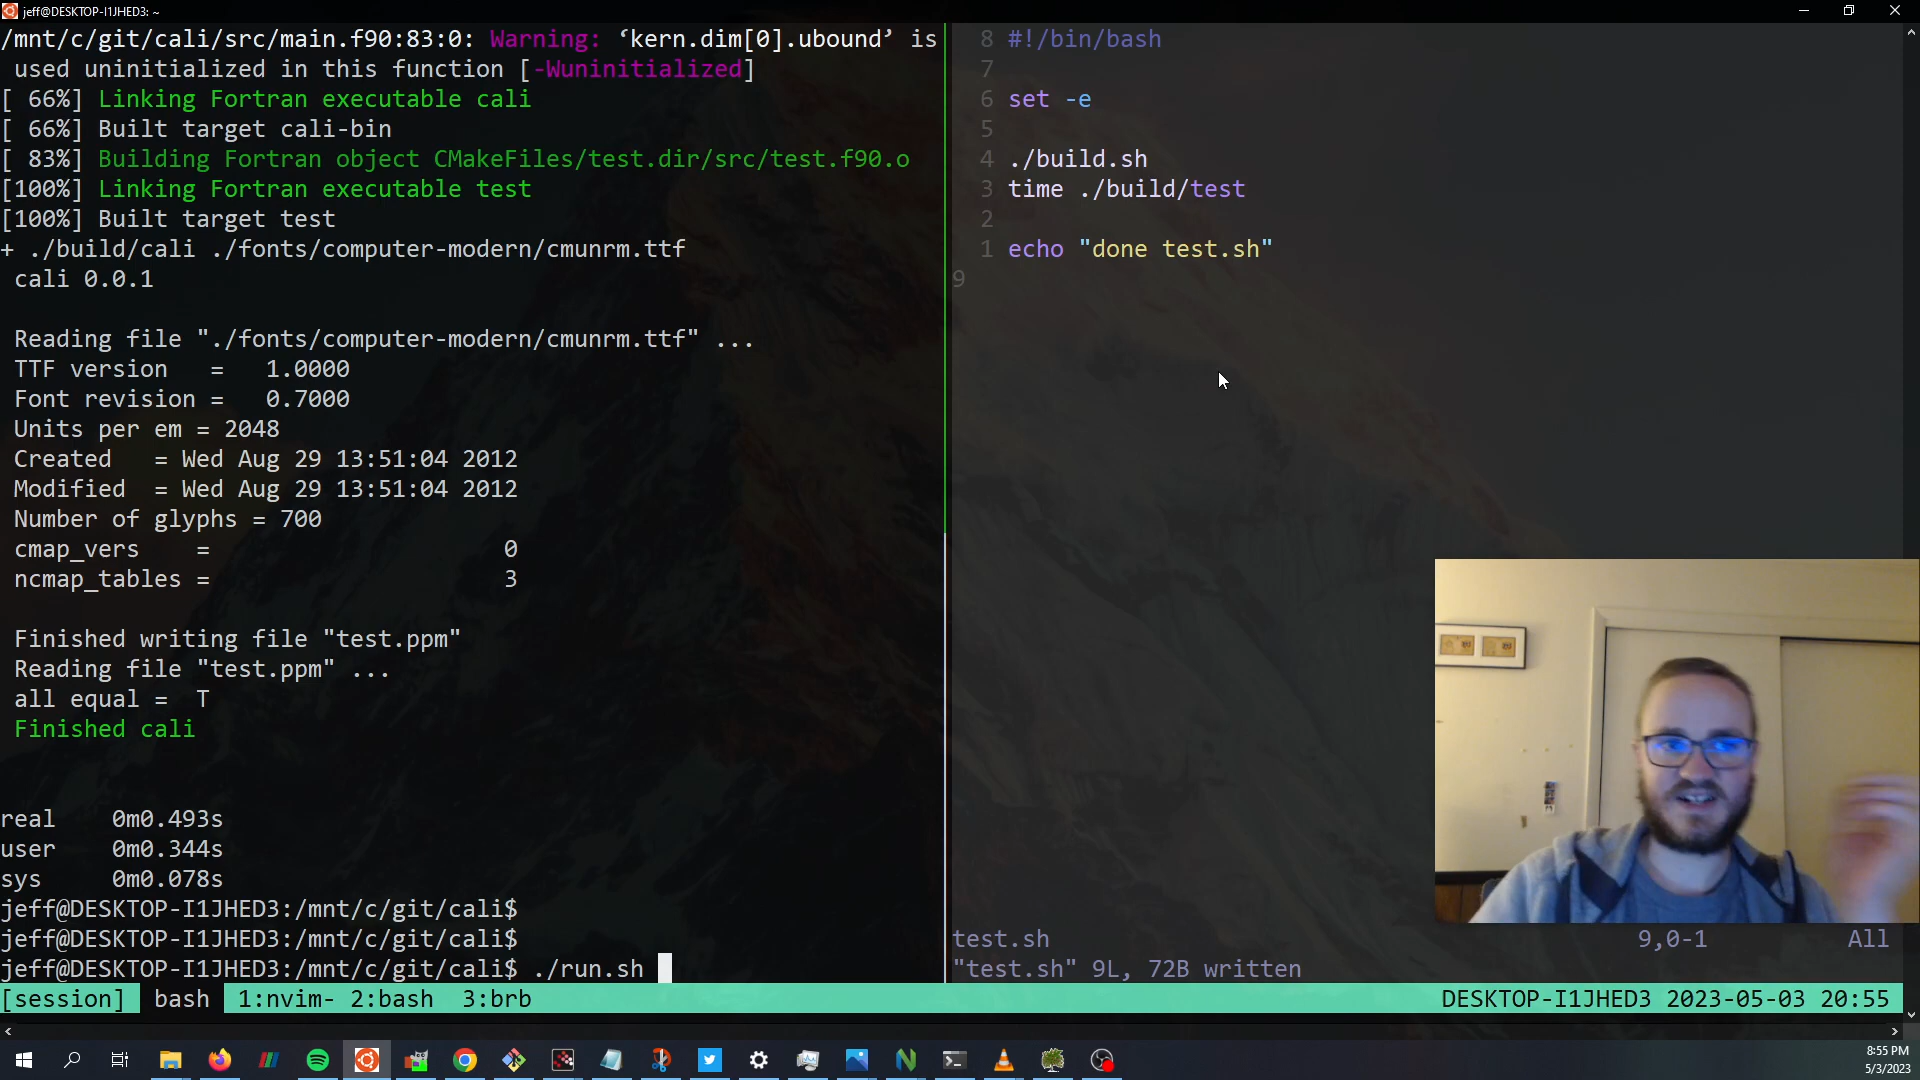 jeff@DESKTOP-I1JHED3: ~
/mnt/c/git/cali/src/main.f90:83:0: Warning: ‘kern.dim[0].ubound’ is
used uninitialized in this function [-Wuninitialized]
[ 66%] Linking Fortran executable cali
[ 66%] Built target cali-bin
[ 83%] Building Fortran object CMakeFiles/test.dir/src/test.f90.o
[100%] Linking Fortran executable test
[100%] Built target test
+ ./build/cali ./fonts/computer-modern/cmunrm.ttf
cali 0.0.1
Reading file "./fonts/computer-modern/cmunrm.ttf" ...
TTF version   =   1.0000
Font revision =   0.7000
Units per em = 2048
Created   = Wed Aug 29 13:51:04 2012
Modified  = Wed Aug 29 13:51:04 2012
Number of glyphs = 700
cmap_vers    =                     0
ncmap_tables =                     3
Finished writing file "test.ppm"
Reading file "test.ppm" ...
all equal =  T
Finished cali
real    0m0.493s
user    0m0.344s
sys     0m0.078s
jeff@DESKTOP-I1JHED3:/mnt/c/git/cali$
jeff@DESKTOP-I1JHED3:/mnt/c/git/cali$
jeff@DESKTOP-I1JHED3:/mnt/c/git/cali$ ./run.sh
8 #!/bin/bash
7
6 set -e
5
4 ./build.sh
3 time ./build/test
2
1 echo "done test.sh"
9
test.sh 9,0-1 All
"test.sh" 9L, 72B written
[session] bash 1:nvim- 2:bash  3:brb DESKTOP-I1JHED3 2023-05-03 20:55
8:55 PM
5/3/2023